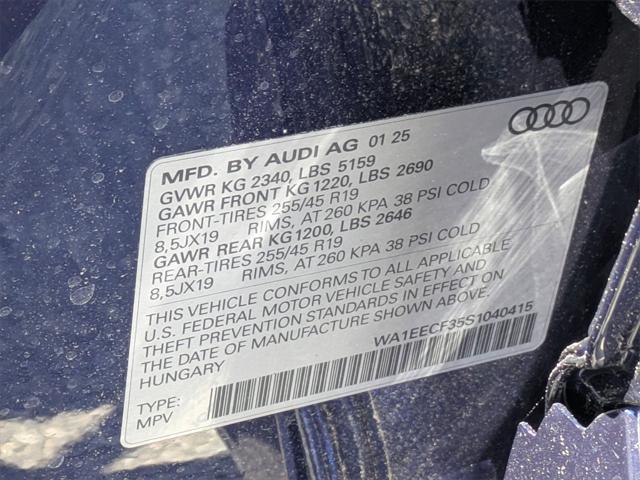 MFD. BY AUDI AG 01 25
GVWR KG 2340, LBS 5159
GAWR FRONT KG1220, LBS 2690
FRONT-TIRES 255/45 R19
8,5JX19 RIMS, AT 260 KPA 38 PSI COLD
GAWR REAR KG1200, LBS 2646
REAR-TIRES 255/45 R19
8,5JX19 RIMS, AT 260 KPA 38 PSI COLD
THIS VEHICLE CONFORMS TO ALL APPLICABLE
U.S. FEDERAL MOTOR VEHICLE SAFETY AND
THEFT PREVENTION STANDARDS IN EFFECT ON
THE DATE OF MANUFACTURE SHOWN ABOVE.
HUNGARY WA1EECF35S1040415
TYPE:
MPV